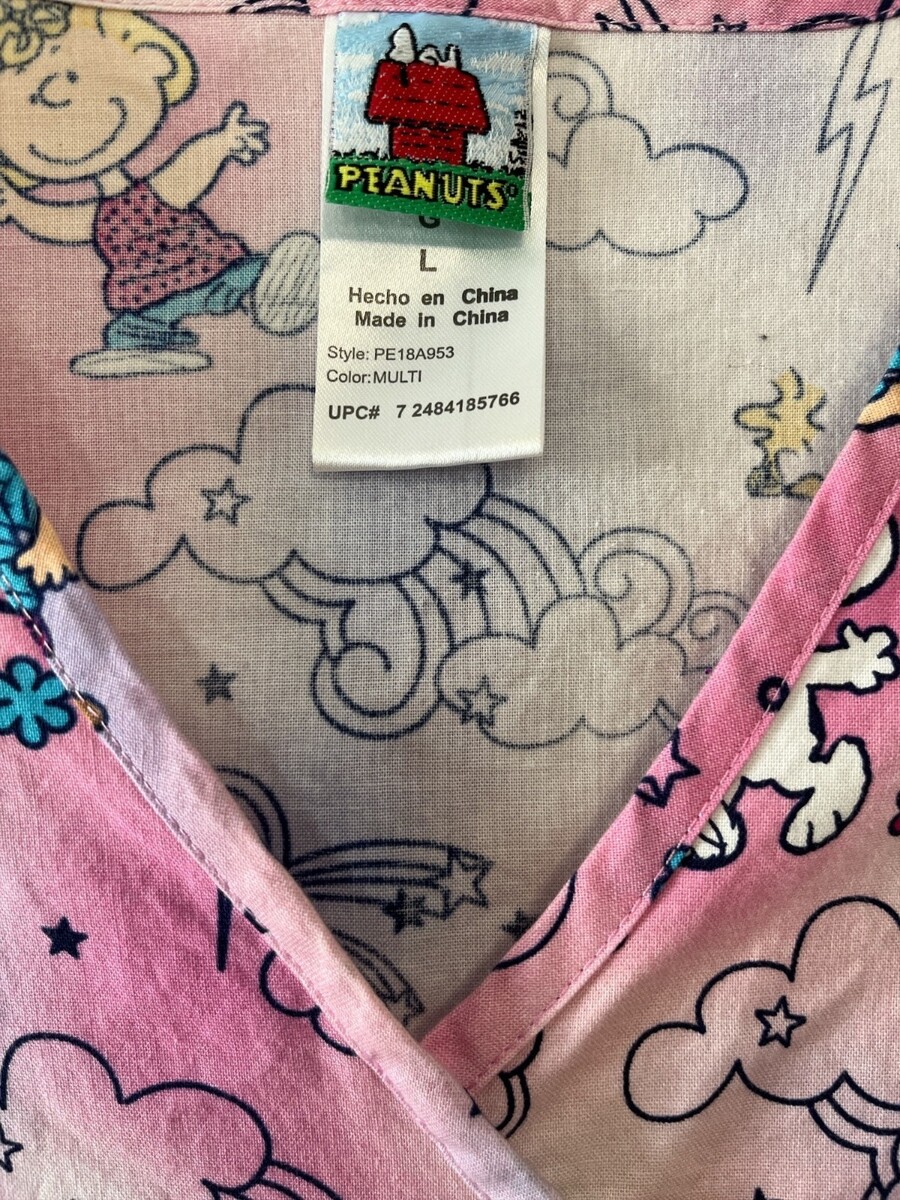 PEANUTS®
G
L
Hecho en China
Made in China
Style: PE18A953
Color:MULTI
UPC# 7 2484185766